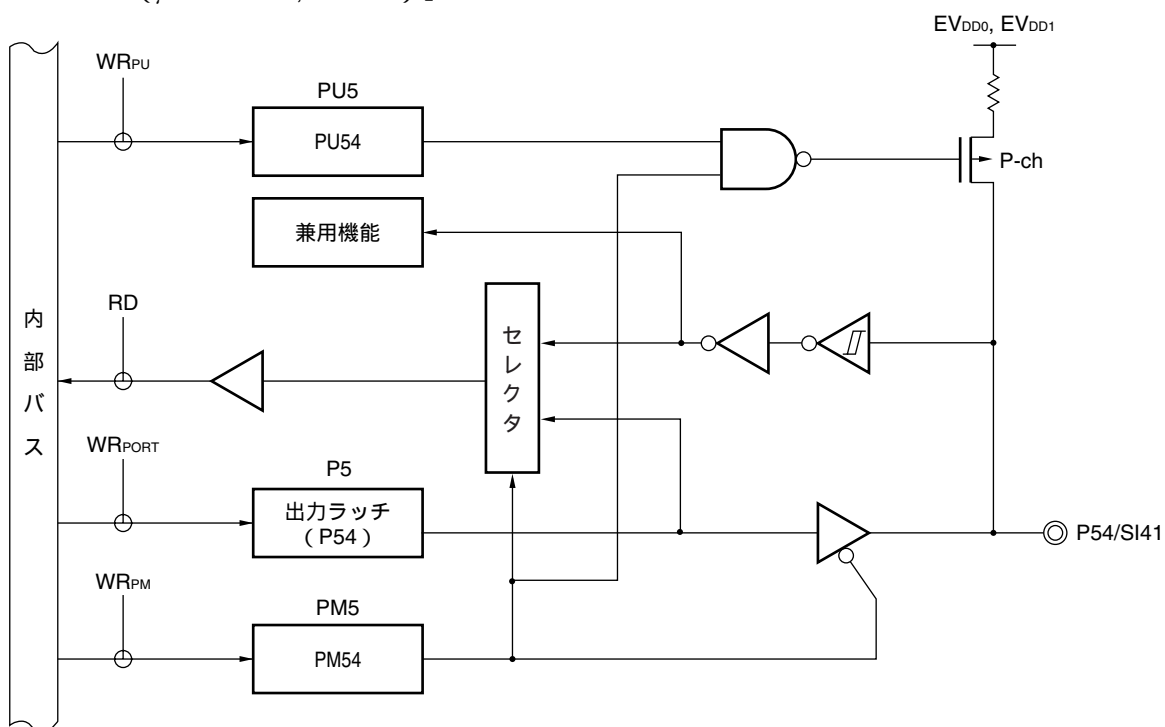 EVDD0, EVDD1
WRPU
PU5
PU54
P-ch
兼用機能
RD
内部バス
セレクタ
WRPORT
P5
出力ラッチ
（P54）
P54/SI41
WRPM
PM5
PM54